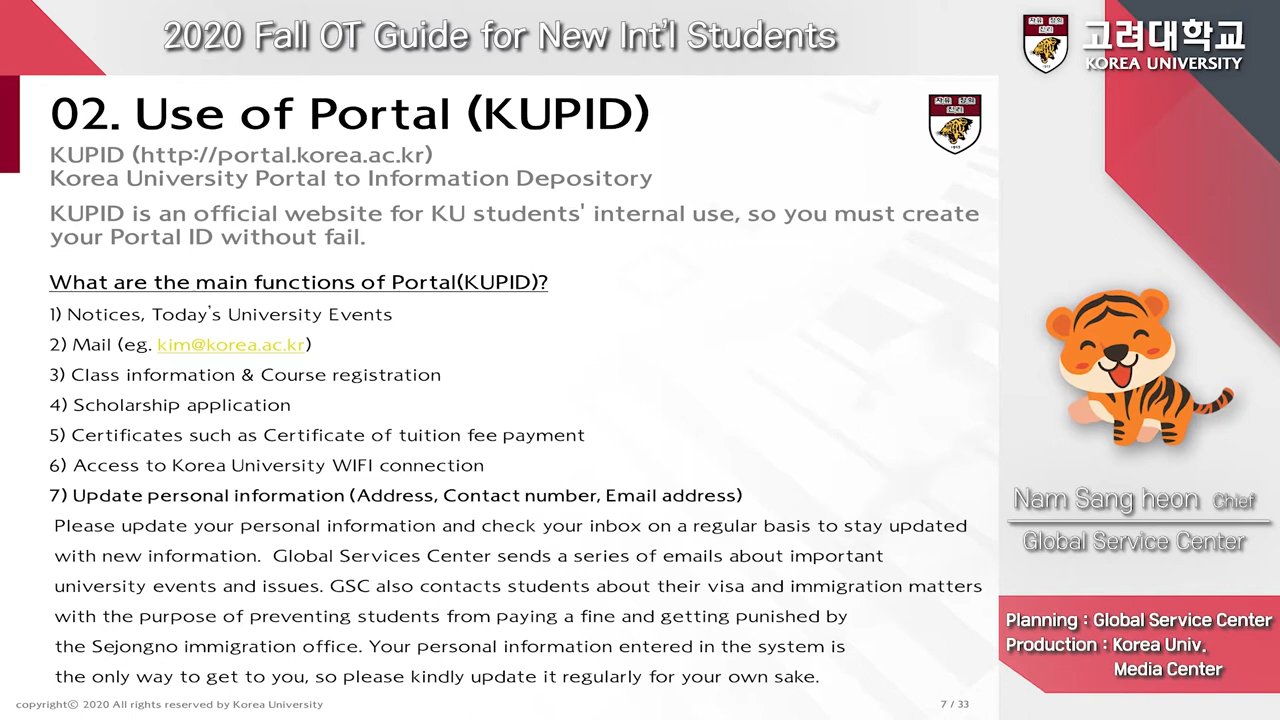 2020 Fall OT Guide for New Int'l Students
고려대학교
KOREA UNIVERSITY
02. Use of Portal (KUPID)
KUPID (http://portal.korea.ac.kr)
Korea University Portal to Information Depository
KUPID is an official website for KU students' internal use, so you must create
your Portal ID without fail.
What are the main functions of Portal(KUPID)?
1) Notices, Today's University Events
2) Mail (eg. kim@korea.ac.kr)
3) Class information & Course registration
4) Scholarship application
5) Certificates such as Certificate of tuition fee payment
6) Access to Korea University WIFI connection
7) Update personal information (Address, Contact number, Email address)
Please update your personal information and check your inbox on a regular basis to stay updated
with new information.  Global Services Center sends a series of emails about important
university events and issues. GSC also contacts students about their visa and immigration matters
with the purpose of preventing students from paying a fine and getting punished by
the Sejongno immigration office. Your personal information entered in the system is
the only way to get to you, so please kindly update it regularly for your own sake.
Nam Sang heon Chief
Global Service Center
Planning : Global Service Center
Production : Korea Univ.
Media Center
copyright© 2020 All rights reserved by Korea University
7 / 33